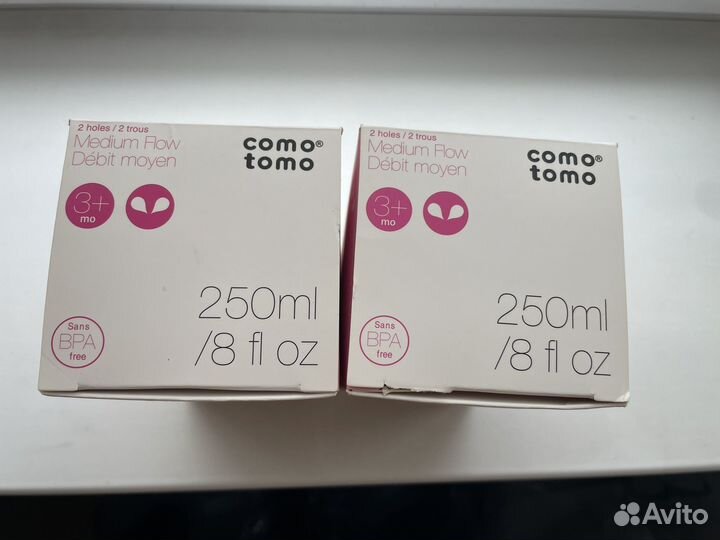 2 holes / 2 trous
Medium Flow
Débit moyen
como®
tomo
3+
mo
250ml
/8 fl oz
Sans
BPA
free
2 holes / 2 trous
Medium Flow
Débit moyen
como®
tomo
3+
mo
250ml
/8 fl oz
Sans
BPA
free
Avito